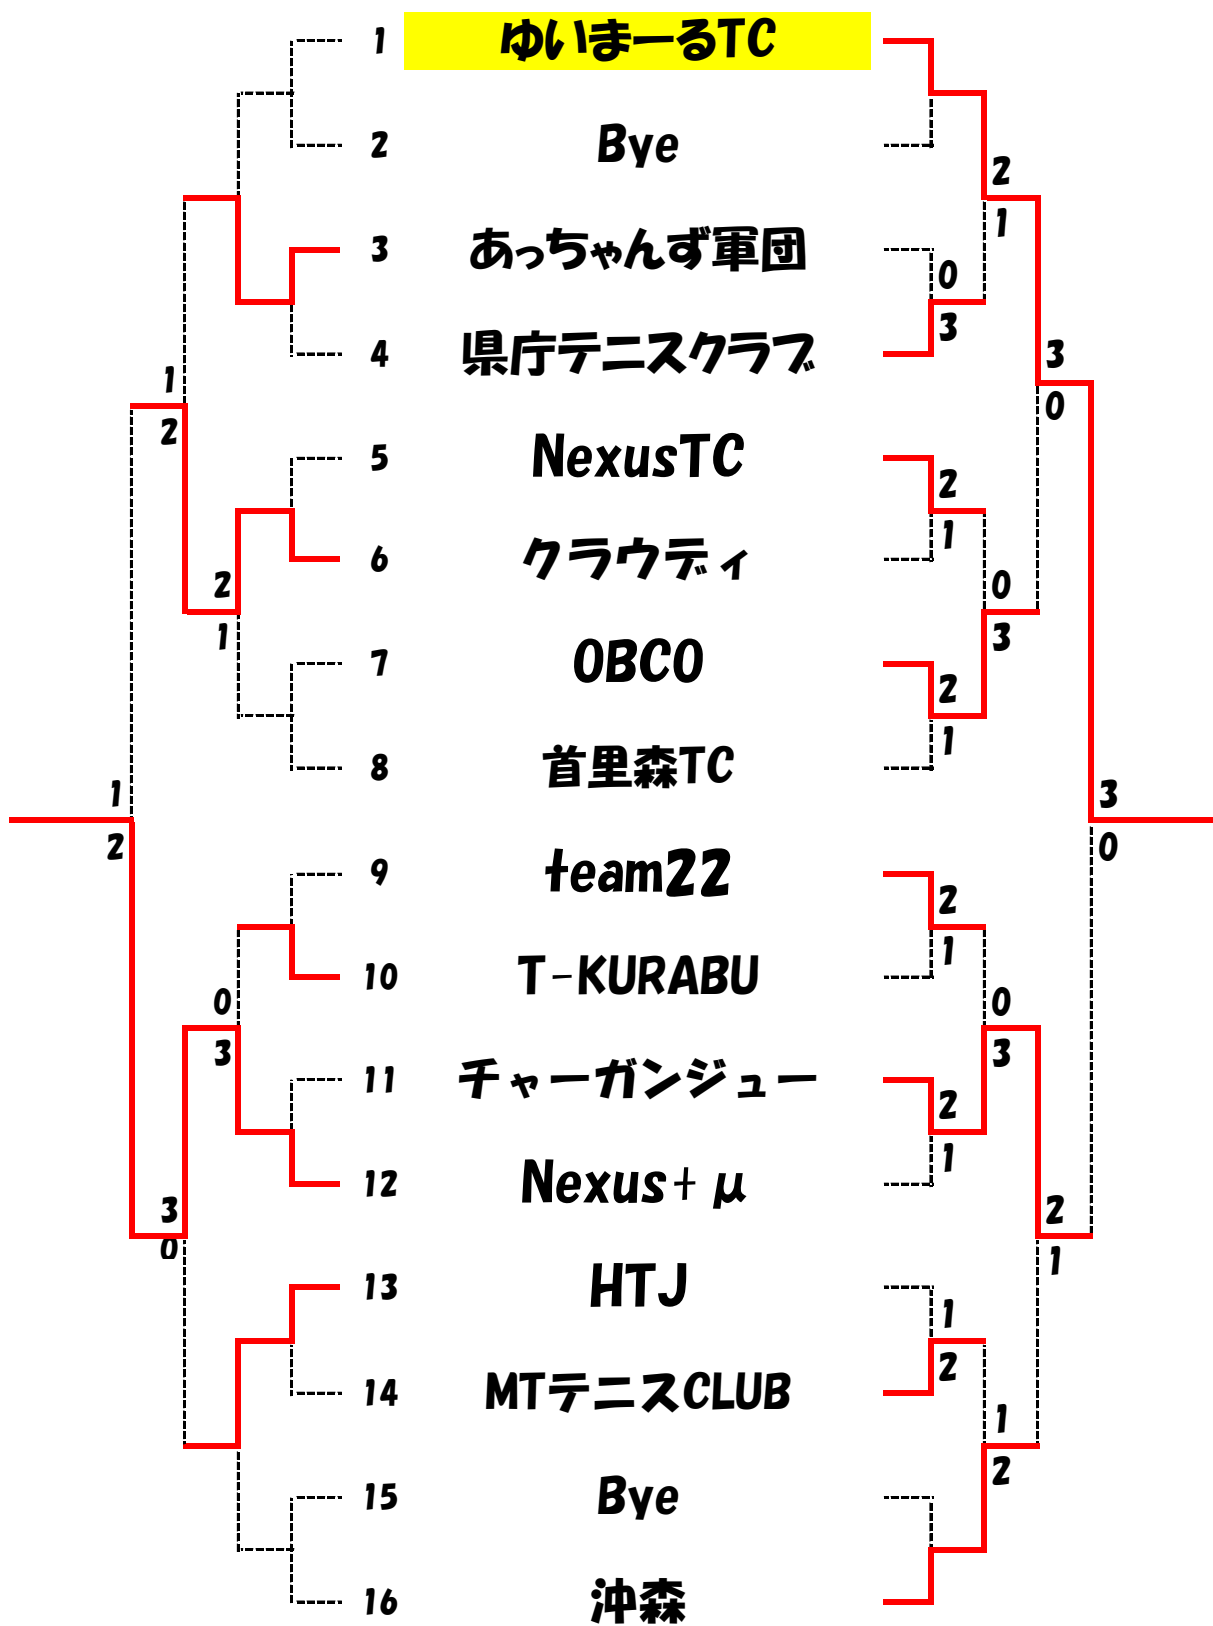 1 ゆいまーるTC
2 Bye 2
1
3 あっちゃんず軍団 0
4 県庁テニスクラブ 3
1 3
2 0
5 NexusTC 2
6 クラウディ 1
2 0
1 3
7 OBCO 2
8 首里森TC 1
1 3
2 0
9 team22 2
10 T-KURABU 1
0 0
3 3
11 チャーガンジュー 2
12 Nexus+μ 1
3 2
0 1
13 HTJ 1
14 MTテニスCLUB 2
1
2
15 Bye
16 沖森